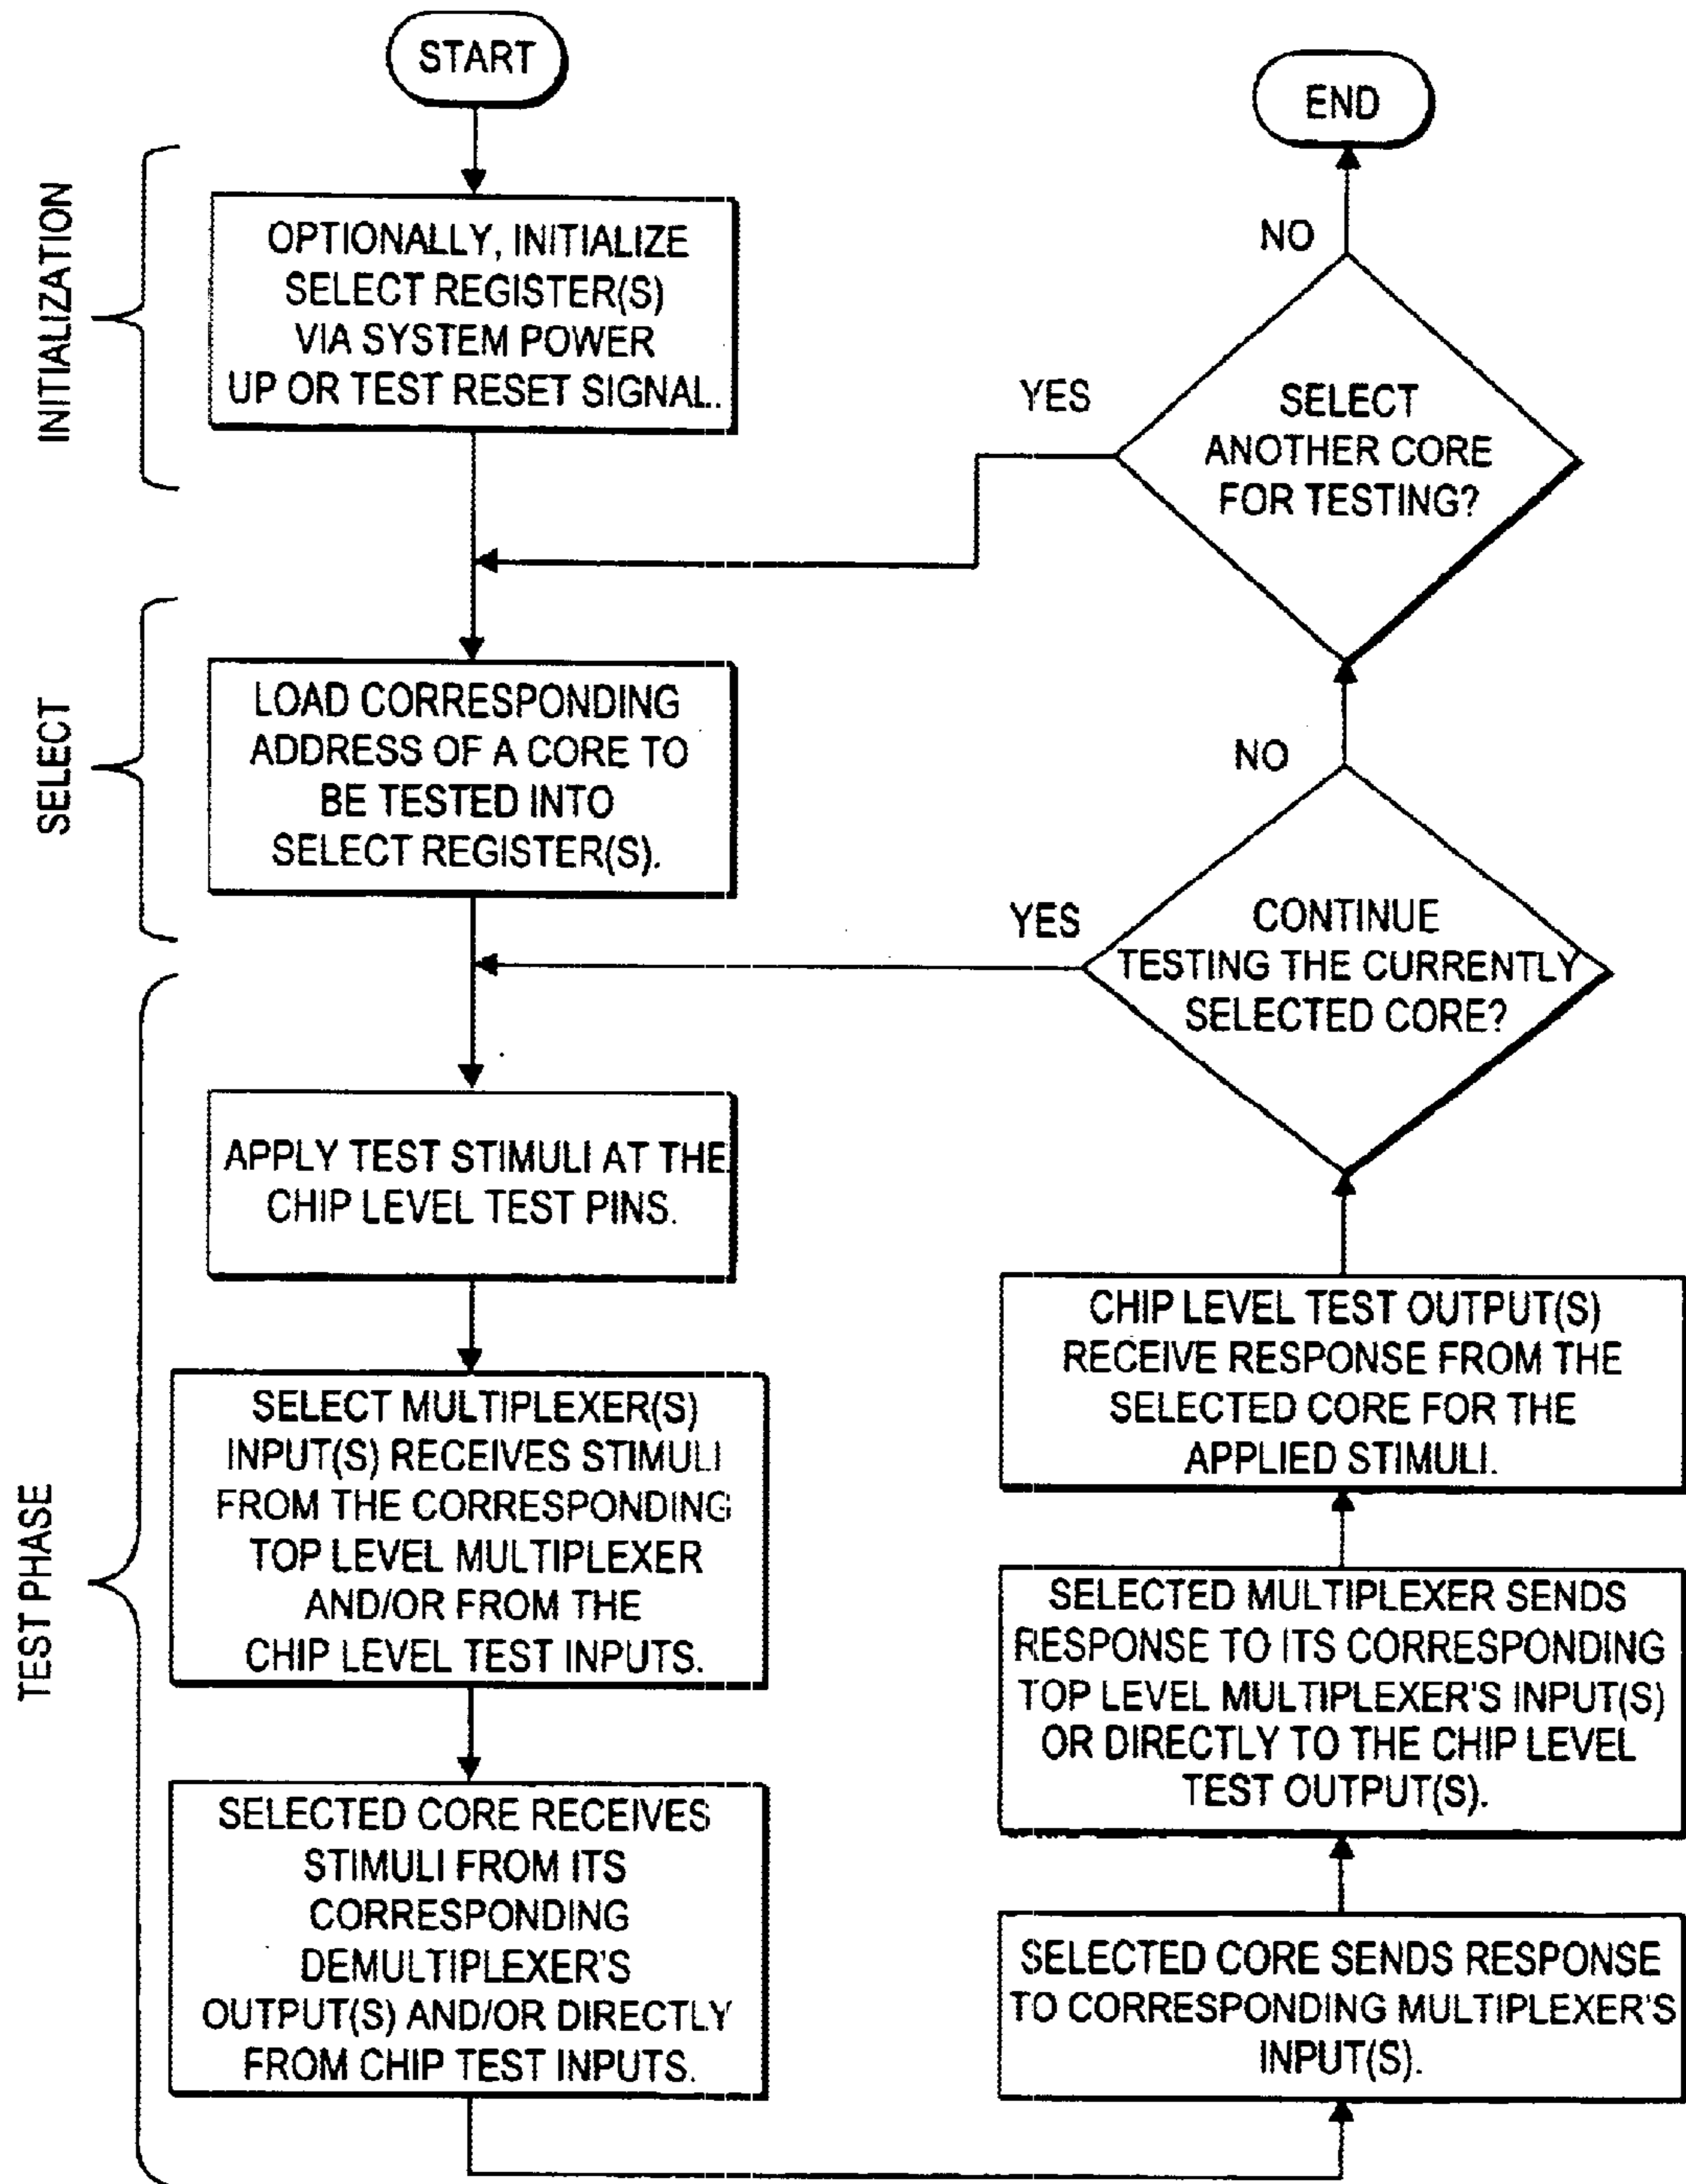 START
INITIALIZATION
OPTIONALLY, INITIALIZE
SELECT REGISTER(S)
VIA SYSTEM POWER
UP OR TEST RESET SIGNAL.
SELECT
LOAD CORRESPONDING
ADDRESS OF A CORE TO
BE TESTED INTO
SELECT REGISTER(S).
TEST PHASE
APPLY TEST STIMULI AT THE
CHIP LEVEL TEST PINS.
SELECT MULTIPLEXER(S)
INPUT(S) RECEIVES STIMULI
FROM THE CORRESPONDING
TOP LEVEL MULTIPLEXER
AND/OR FROM THE
CHIP LEVEL TEST INPUTS.
SELECTED CORE RECEIVES
STIMULI FROM ITS
CORRESPONDING
DEMULTIPLEXER'S
OUTPUT(S) AND/OR DIRECTLY
FROM CHIP TEST INPUTS.
SELECTED CORE SENDS RESPONSE
TO CORRESPONDING MULTIPLEXER'S
INPUT(S).
SELECTED MULTIPLEXER SENDS
RESPONSE TO ITS CORRESPONDING
TOP LEVEL MULTIPLEXER'S INPUT(S)
OR DIRECTLY TO THE CHIP LEVEL
TEST OUTPUT(S).
CHIP LEVEL TEST OUTPUT(S)
RECEIVE RESPONSE FROM THE
SELECTED CORE FOR THE
APPLIED STIMULI.
CONTINUE
TESTING THE CURRENTLY
SELECTED CORE?
YES
NO
SELECT
ANOTHER CORE
FOR TESTING?
YES
NO
END